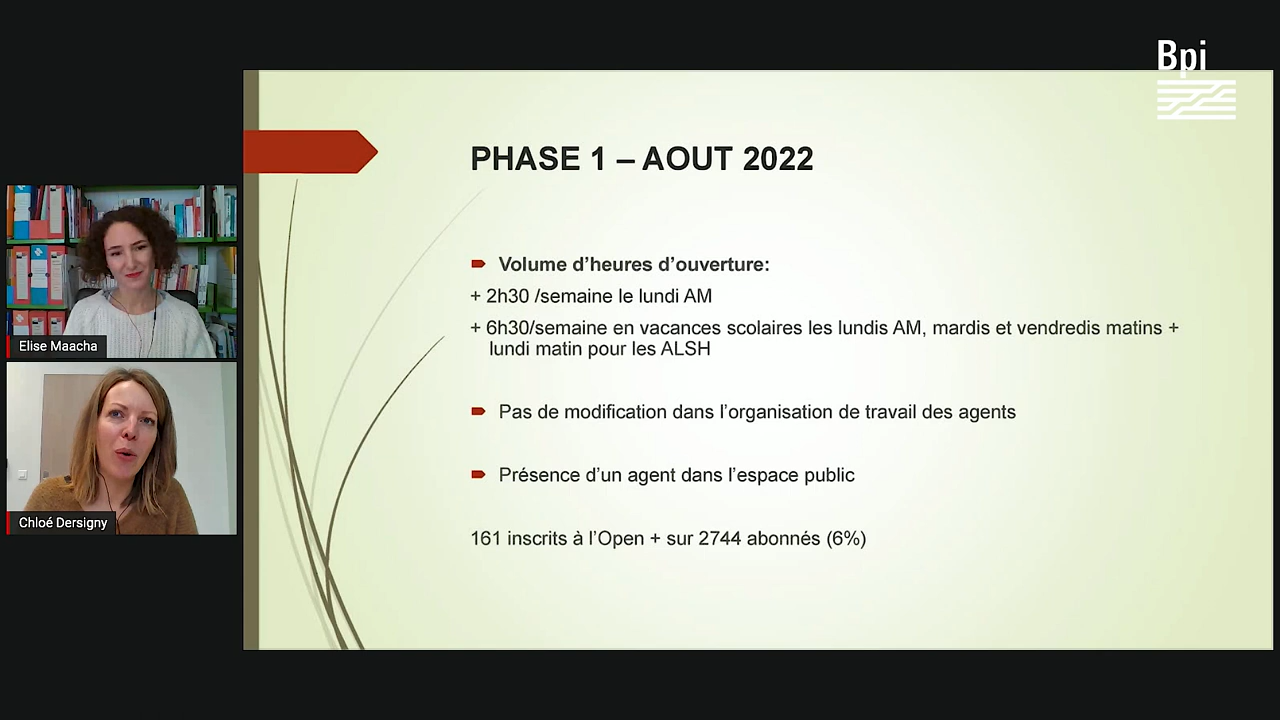 Bpi
PHASE 1 – AOUT 2022
Volume d’heures d’ouverture:
+ 2h30 /semaine le lundi AM
+ 6h30/semaine en vacances scolaires les lundis AM, mardis et vendredis matins +
lundi matin pour les ALSH
Pas de modification dans l’organisation de travail des agents
Présence d’un agent dans l’espace public
161 inscrits à l’Open + sur 2744 abonnés (6%)
Elise Maacha
Chloé Dersigny